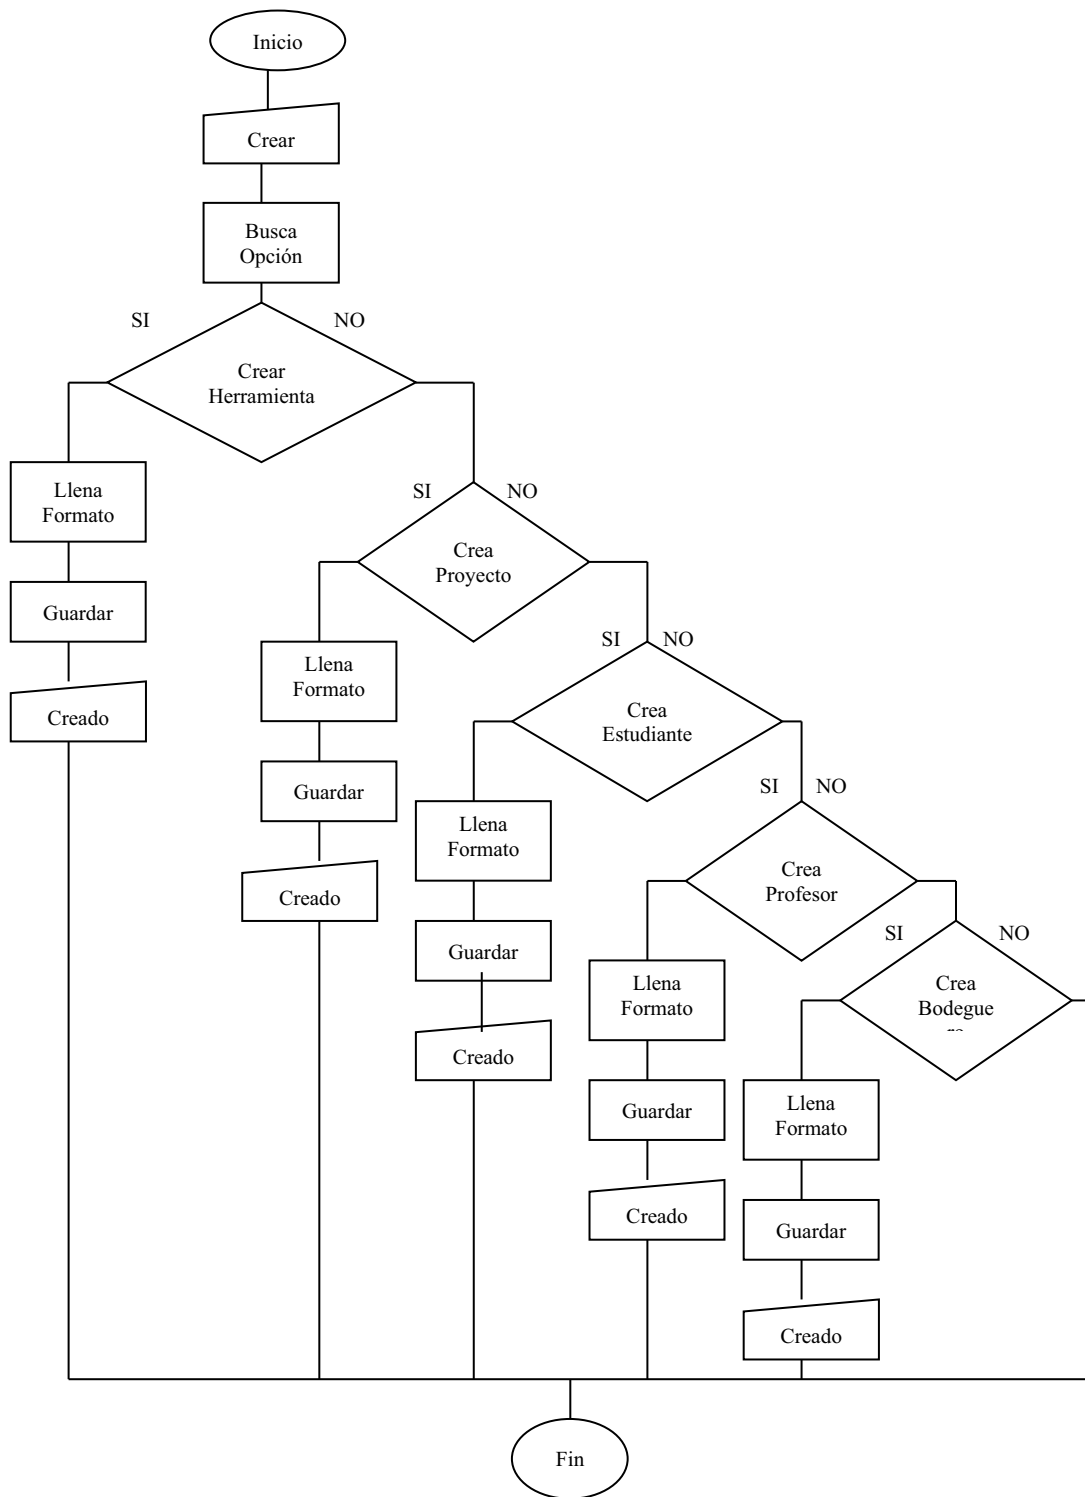 Inicio
Crear
Busca
Opción
SI
NO
Crear
Herramienta
Llena
Formato
SI
NO
Crea
Proyecto
Guardar
SI
NO
Llena
Formato
Creado
Crea
Estudiante
SI
NO
Guardar
Llena
Formato
Crea
Profesor
Creado
SI
NO
Guardar
Llena
Formato
Crea
Bodegue
Creado
Guardar
Llena
Formato
Creado
Guardar
Creado
Fin